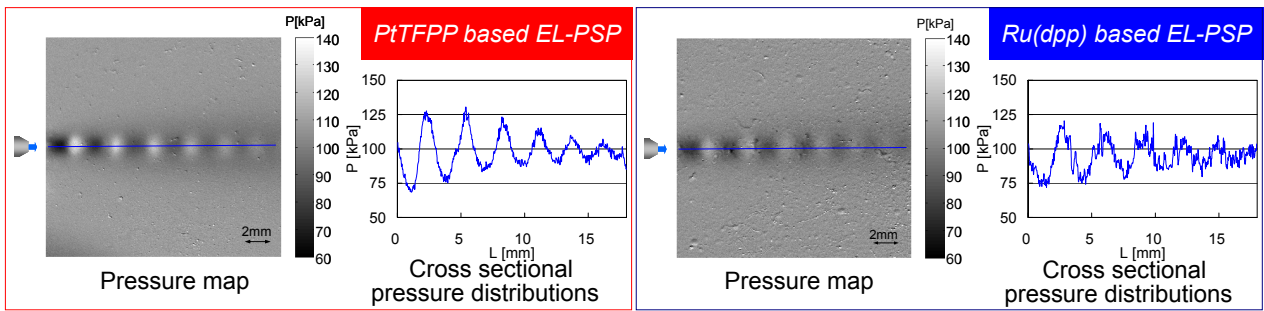 P[kPa]
PtTFPP based EL-PSP
140
130
120
110
100
90
80
70
60
2mm
Pressure map
150
125
100
75
50
P [kPa]
0
5
10
15
L [mm]
Cross sectional
pressure distributions
P[kPa]
Ru(dpp) based EL-PSP
140
130
120
110
100
90
80
70
60
2mm
Pressure map
150
125
100
75
50
P [kPa]
0
5
10
15
L [mm]
Cross sectional
pressure distributions